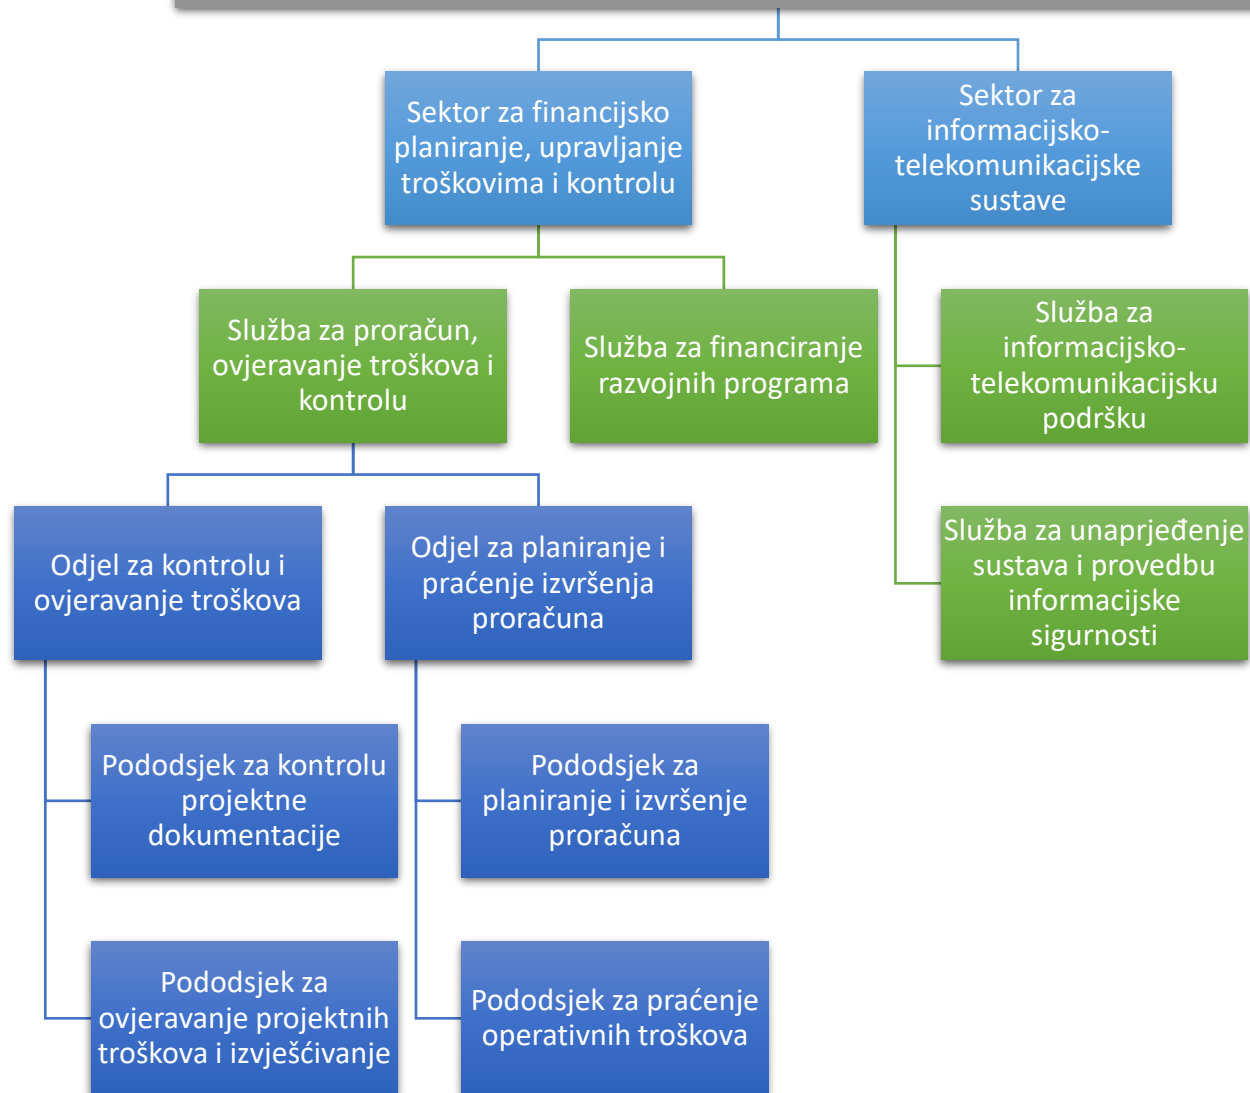 Sektor za financijsko
planiranje, upravljanje
troškovima i kontrolu
Sektor za
informacijsko-
telekomunikacijske
sustave
Služba za proračun,
ovjeravanje troškova i
kontrolu
Služba za financiranje
razvojnih programa
Služba za
informacijsko-
telekomunikacijsku
podršku
Odjel za kontrolu i
ovjeravanje troškova
Odjel za planiranje i
praćenje izvršenja
proračuna
Služba za unaprjeđenje
sustava i provedbu
informacijske
sigurnosti
Pododsjek za kontrolu
projektne
dokumentacije
Pododsjek za
planiranje i izvršenje
proračuna
Pododsjek za
ovjeravanje projektnih
troškova i izvješćivanje
Pododsjek za praćenje
operativnih troškova